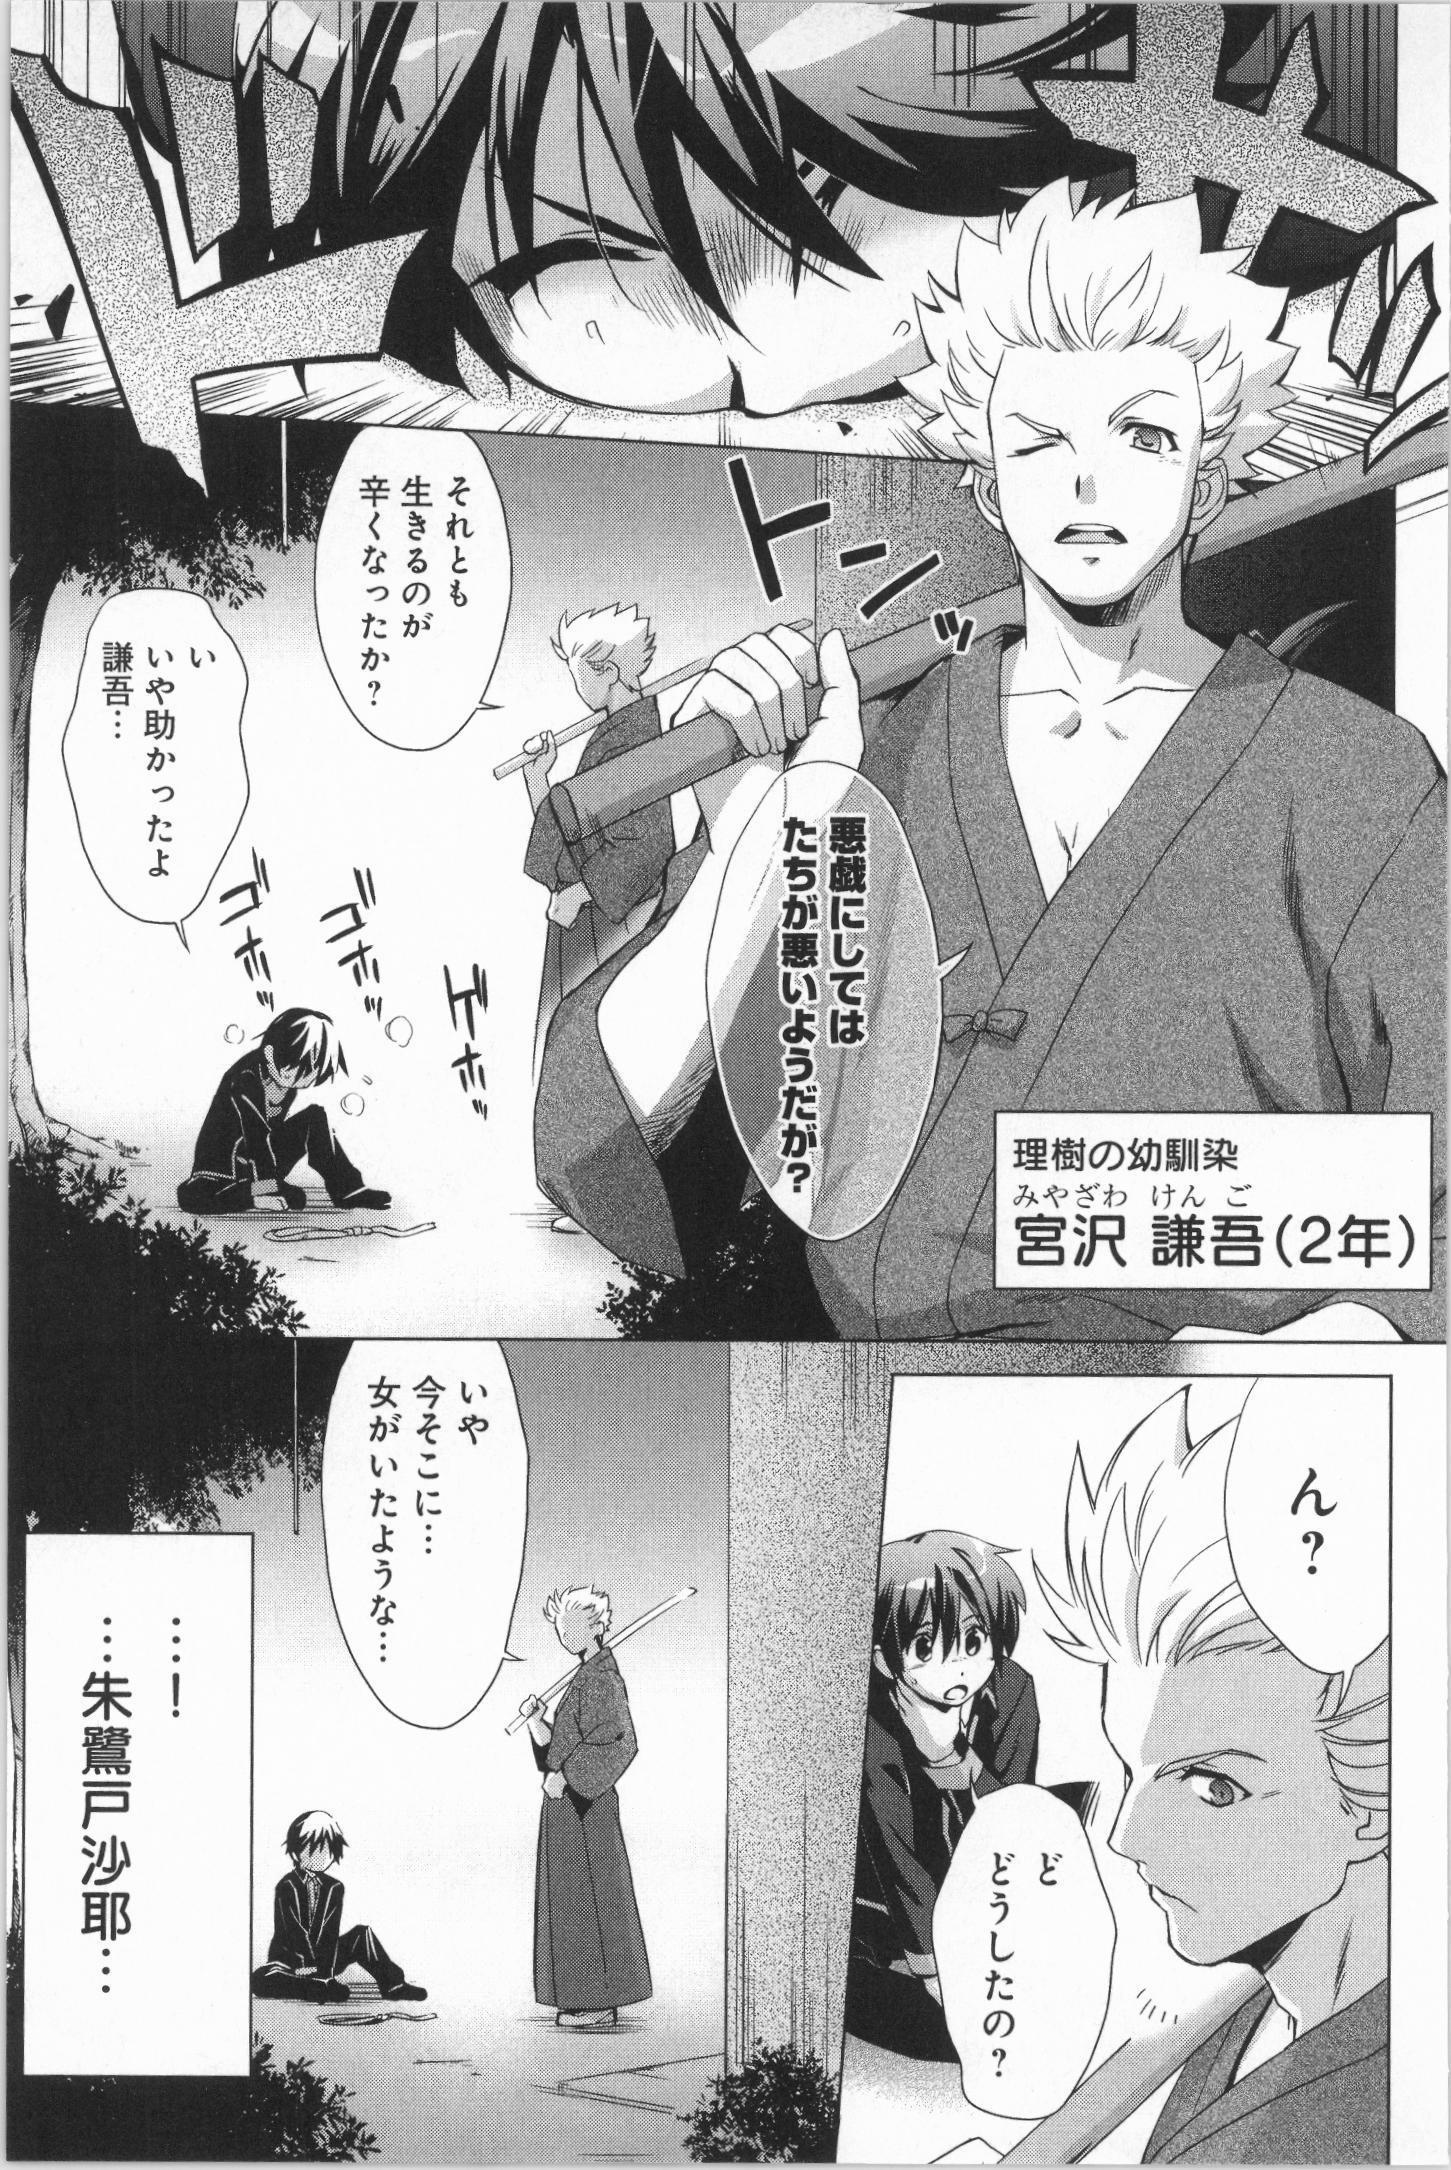 ドサッ
トンッ
悪戯にしては
たちが悪いようだが?
理樹の幼馴染
みやざわ けんご
宮沢 謙吾(2年)
それとも
生きるのが
辛くなったか?
ゲホ
ゴホ
ゴホ
い
いや助かったよ
謙吾…
ん?
ど
どうしたの?
いや
今そこに…
女がいたような…
…!
…朱鷺戸沙耶…